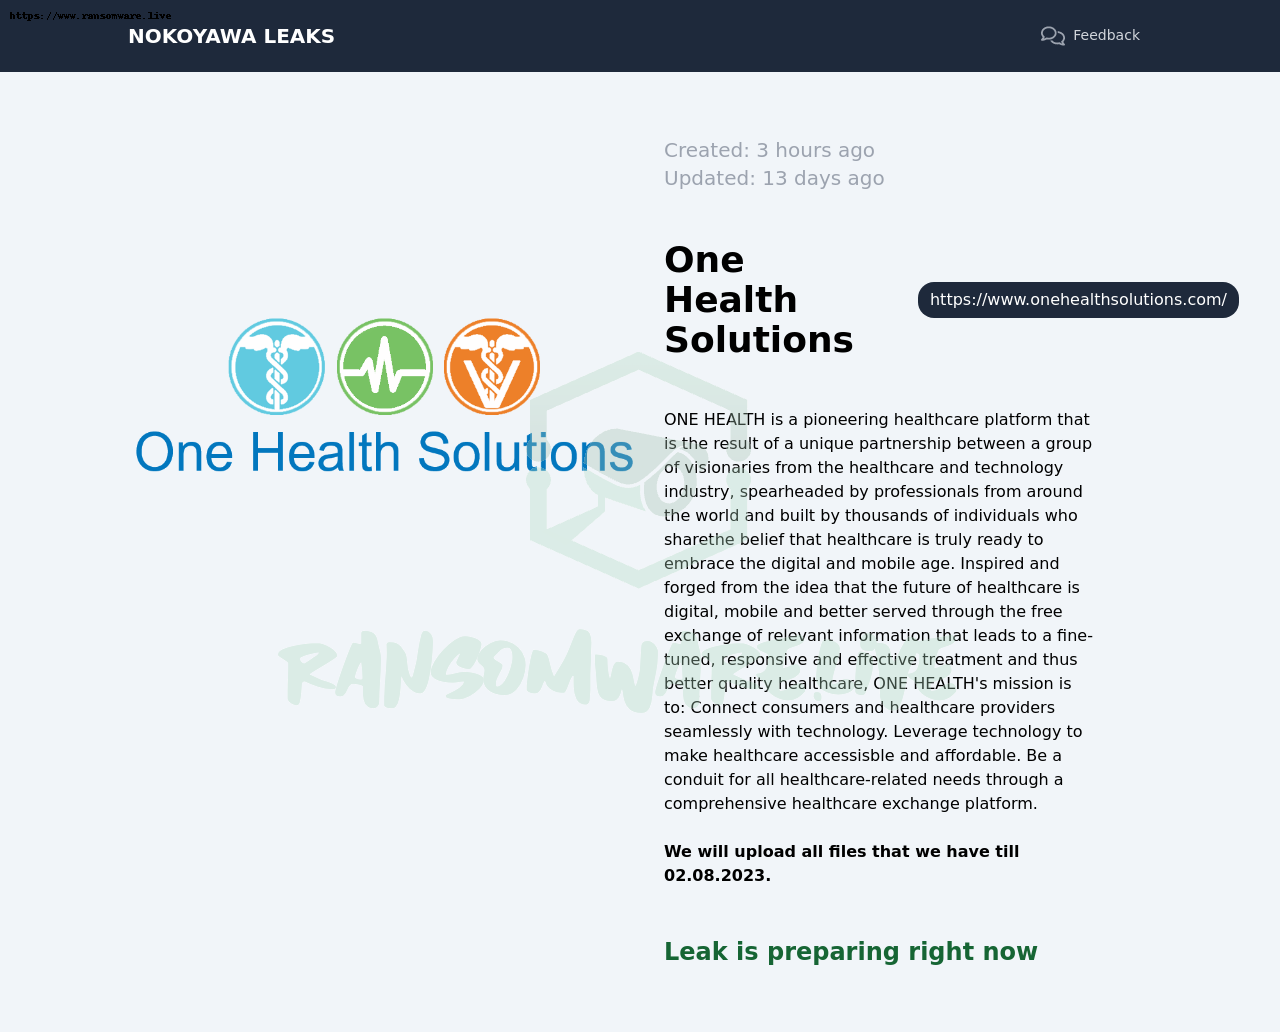 https://www.ransomware.live
NOKOYAWA LEAKS
Feedback
Created: 3 hours ago
Updated: 13 days ago
One
Health
Solutions
https://www.onehealthsolutions.com/
One Health Solutions
ONE HEALTH is a pioneering healthcare platform that
is the result of a unique partnership between a group
of visionaries from the healthcare and technology
industry, spearheaded by professionals from around
the world and built by thousands of individuals who
sharethe belief that healthcare is truly ready to
embrace the digital and mobile age. Inspired and
forged from the idea that the future of healthcare is
digital, mobile and better served through the free
exchange of relevant information that leads to a fine-
tuned, responsive and effective treatment and thus
better quality healthcare, ONE HEALTH's mission is
to: Connect consumers and healthcare providers
seamlessly with technology. Leverage technology to
make healthcare accessisble and affordable. Be a
conduit for all healthcare-related needs through a
comprehensive healthcare exchange platform.
RANSOMWARE.LIVE
We will upload all files that we have till
02.08.2023.
Leak is preparing right now